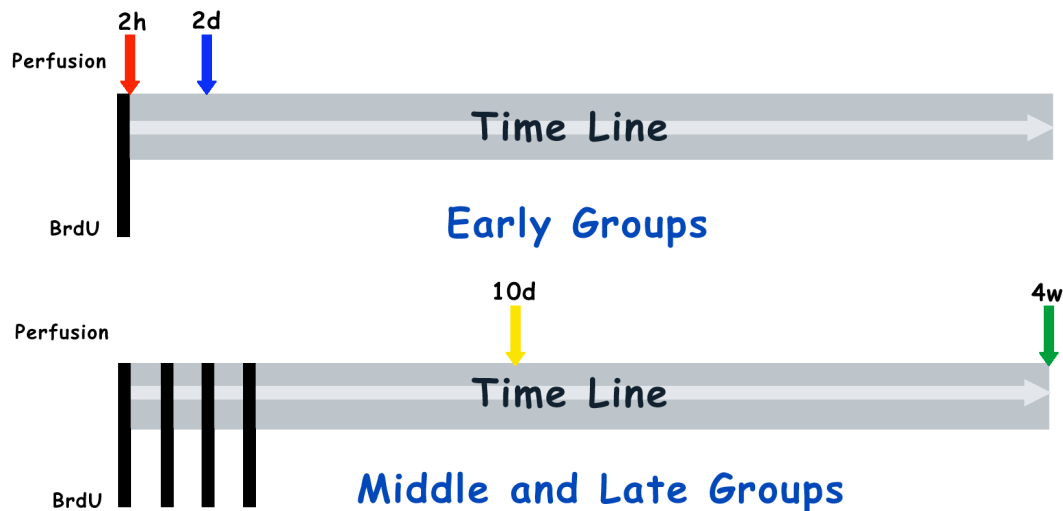 2h 2d
Perfusion
Time Line
BrdU
Early Groups
10d 4w
Perfusion
Time Line
BrdU
Middle and Late Groups